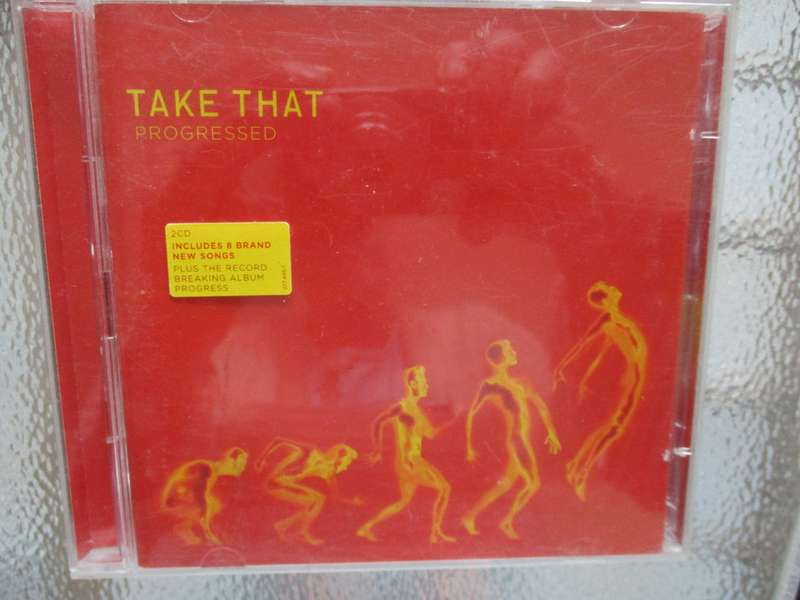 TAKE THAT
PROGRESSED
2CD
INCLUDES 8 BRAND
NEW SONGS
PLUS THE RECORD
BREAKING ALBUM
PROGRESS